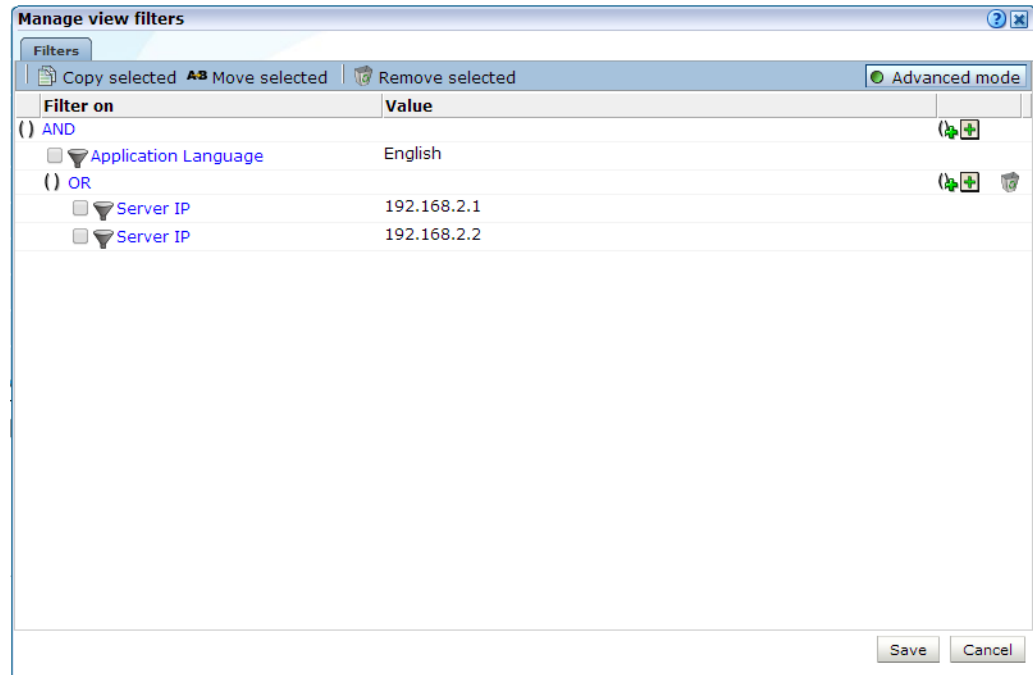 Manage view filters
Filters
Copy selected A·B Move selected Remove selected Advanced mode
Filter on Value
() AND
Application Language English
() OR
Server IP 192.168.2.1
Server IP 192.168.2.2
Save Cancel